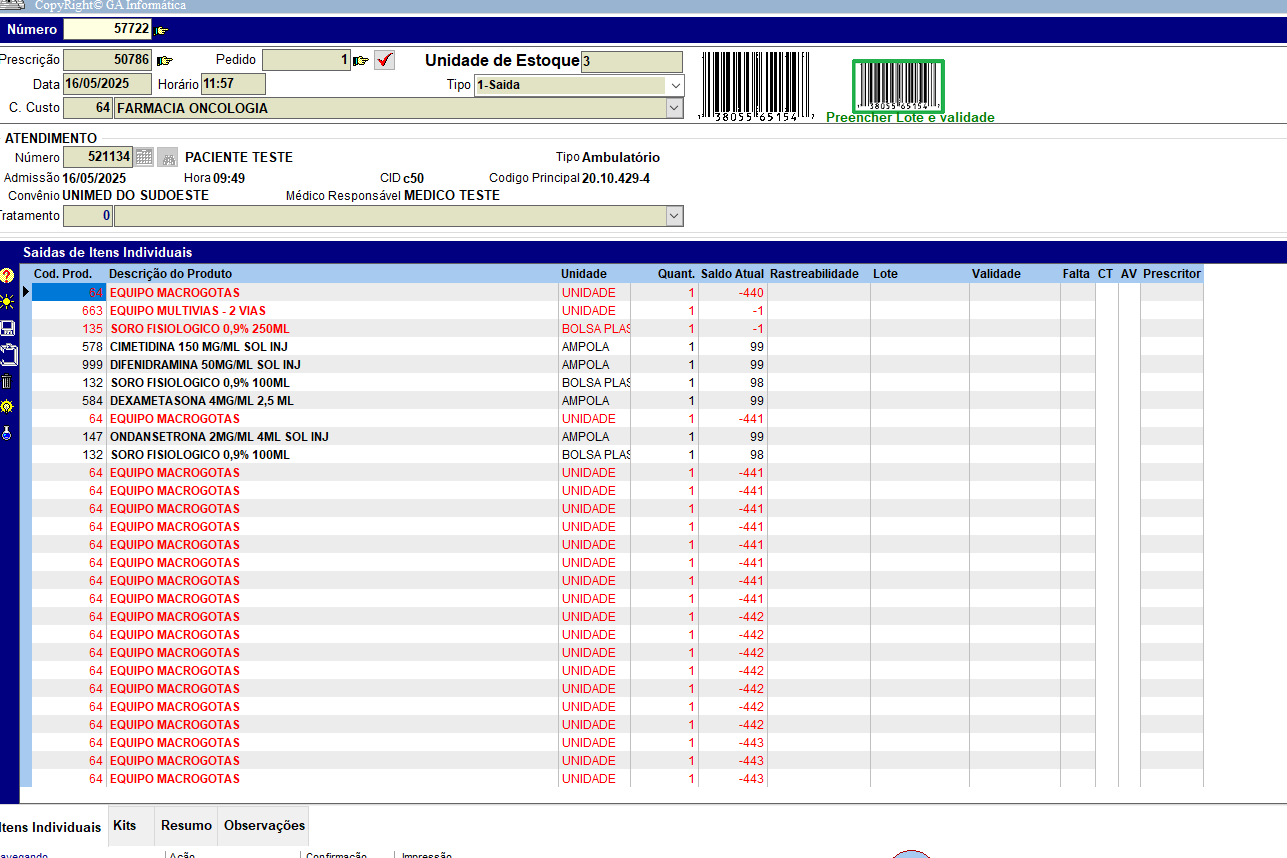 CopyRight© GA Informática
Número 57722
Prescrição 50786 Pedido 1 Unidade de Estoque 3
Data 16/05/2025 Horário 11:57 Tipo 1-Saida
C. Custo 64 FARMACIA ONCOLOGIA
38055 65154
38055 65154
Preencher Lote e validade
ATENDIMENTO
Número 521134 PACIENTE TESTE Tipo Ambulatório
Admissão 16/05/2025 Hora 09:49 CID c50 Codigo Principal 20.10.429-4
Convênio UNIMED DO SUDOESTE Médico Responsável MEDICO TESTE
Tratamento 0
Saidas de Itens Individuais
Cod. Prod. Descrição do Produto Unidade Quant. Saldo Atual Rastreabilidade Lote Validade Falta CT AV Prescritor
64 EQUIPO MACROGOTAS UNIDADE 1 -440
663 EQUIPO MULTIVIAS - 2 VIAS UNIDADE 1 -1
135 SORO FISIOLOGICO 0,9% 250ML BOLSA PLAS 1 -1
578 CIMETIDINA 150 MG/ML SOL INJ AMPOLA 1 99
999 DIFENIDRAMINA 50MG/ML SOL INJ AMPOLA 1 99
132 SORO FISIOLOGICO 0,9% 100ML BOLSA PLAS 1 98
584 DEXAMETASONA 4MG/ML 2,5 ML AMPOLA 1 99
64 EQUIPO MACROGOTAS UNIDADE 1 -441
147 ONDANSETRONA 2MG/ML 4ML SOL INJ AMPOLA 1 99
132 SORO FISIOLOGICO 0,9% 100ML BOLSA PLAS 1 98
64 EQUIPO MACROGOTAS UNIDADE 1 -441
64 EQUIPO MACROGOTAS UNIDADE 1 -441
64 EQUIPO MACROGOTAS UNIDADE 1 -441
64 EQUIPO MACROGOTAS UNIDADE 1 -441
64 EQUIPO MACROGOTAS UNIDADE 1 -441
64 EQUIPO MACROGOTAS UNIDADE 1 -441
64 EQUIPO MACROGOTAS UNIDADE 1 -441
64 EQUIPO MACROGOTAS UNIDADE 1 -441
64 EQUIPO MACROGOTAS UNIDADE 1 -442
64 EQUIPO MACROGOTAS UNIDADE 1 -442
64 EQUIPO MACROGOTAS UNIDADE 1 -442
64 EQUIPO MACROGOTAS UNIDADE 1 -442
64 EQUIPO MACROGOTAS UNIDADE 1 -442
64 EQUIPO MACROGOTAS UNIDADE 1 -442
64 EQUIPO MACROGOTAS UNIDADE 1 -442
64 EQUIPO MACROGOTAS UNIDADE 1 -443
64 EQUIPO MACROGOTAS UNIDADE 1 -443
64 EQUIPO MACROGOTAS UNIDADE 1 -443
Itens Individuais Kits Resumo Observações
avegando Ação Confirmação Impressão